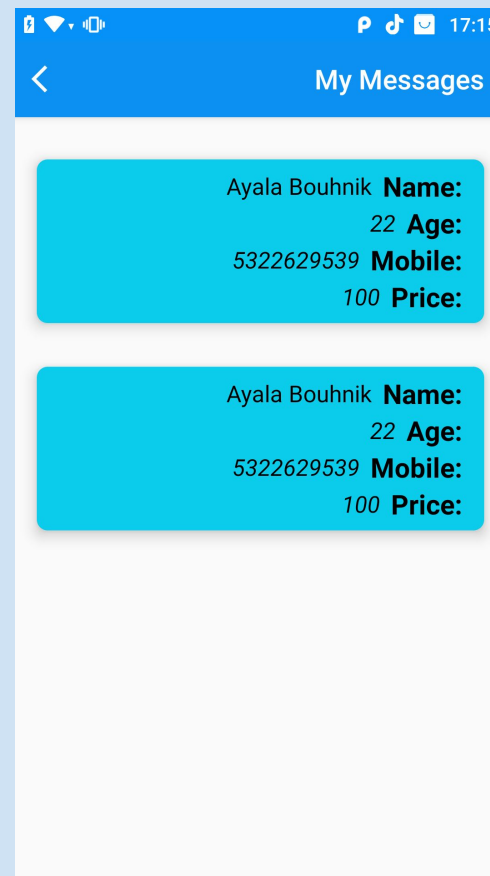 17:15
My Messages
Name: Ayala Bouhnik
Age: 22
Mobile: 5322629539
Price: 100
Name: Ayala Bouhnik
Age: 22
Mobile: 5322629539
Price: 100